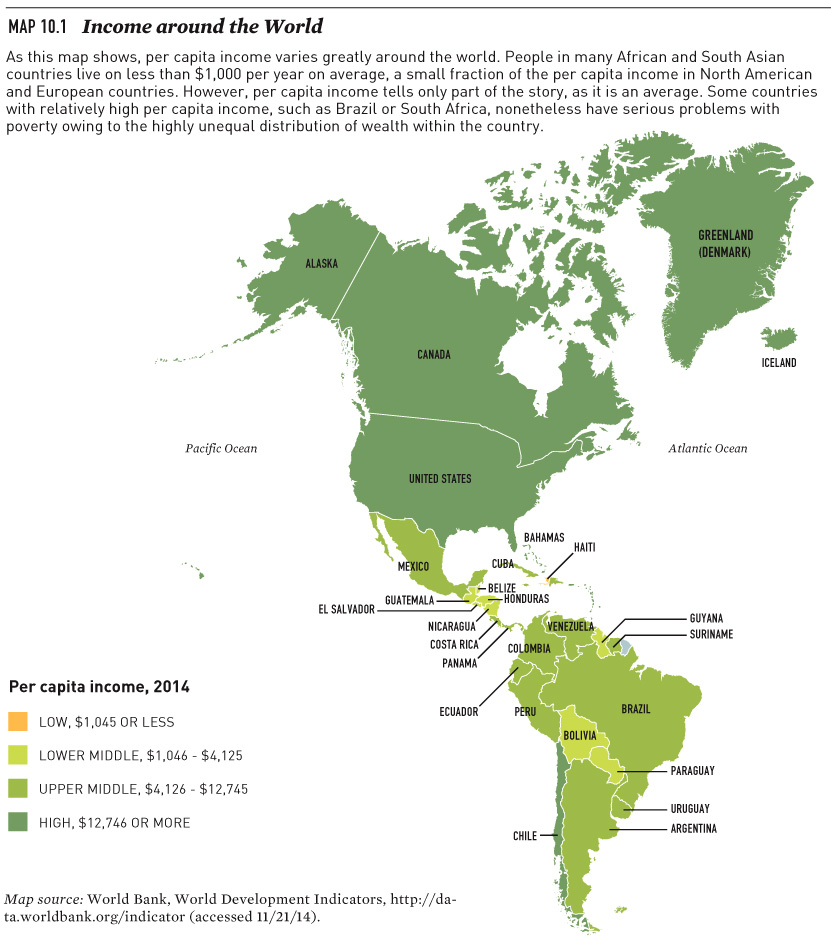 MAP 10.1 Income around the World
As this map shows, per capita income varies greatly around the world. People in many African and South Asian
countries live on less than $1,000 per year on average, a small fraction of the per capita income in North American
and European countries. However, per capita income tells only part of the story, as it is an average. Some countries
with relatively high per capita income, such as Brazil or South Africa, nonetheless have serious problems with
poverty owing to the highly unequal distribution of wealth within the country.
GREENLAND
(DENMARK)
ALASKA
CANADA
ICELAND
Pacific Ocean
Atlantic Ocean
UNITED STATES
BAHAMAS
HAITI
CUBA
MEXICO
BELIZE
GUATEMALA
HONDURAS
EL SALVADOR
NICARAGUA
COSTA RICA
PANAMA
VENEZUELA
GUYANA
SURINAME
COLOMBIA
ECUADOR
PERU
BRAZIL
BOLIVIA
PARAGUAY
URUGUAY
ARGENTINA
CHILE
Per capita income, 2014
LOW, $1,045 OR LESS
LOWER MIDDLE, $1,046 - $4,125
UPPER MIDDLE, $4,126 - $12,745
HIGH, $12,746 OR MORE
Map source: World Bank, World Development Indicators, http://da-
ta.worldbank.org/indicator (accessed 11/21/14).